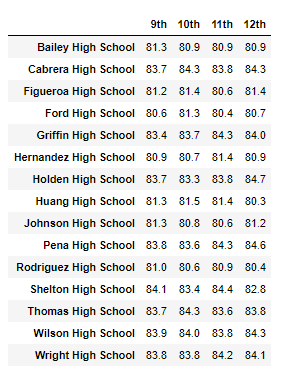 9th 10th 11th 12th
Bailey High School 81.3 80.9 80.9 80.9
Cabrera High School 83.7 84.3 83.8 84.3
Figueroa High School 81.2 81.4 80.6 81.4
Ford High School 80.6 81.3 80.4 80.7
Griffin High School 83.4 83.7 84.3 84.0
Hernandez High School 80.9 80.7 81.4 80.9
Holden High School 83.7 83.3 83.8 84.7
Huang High School 81.3 81.5 81.4 80.3
Johnson High School 81.3 80.8 80.6 81.2
Pena High School 83.8 83.6 84.3 84.6
Rodriguez High School 81.0 80.6 80.9 80.4
Shelton High School 84.1 83.4 84.4 82.8
Thomas High School 83.7 84.3 83.6 83.8
Wilson High School 83.9 84.0 83.8 84.3
Wright High School 83.8 83.8 84.2 84.1